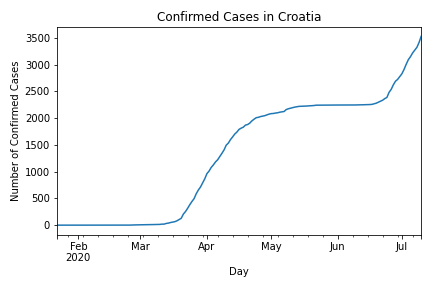 Confirmed Cases in Croatia
Number of Confirmed Cases
3500
3000
2500
2000
1500
1000
500
0
Feb Mar Apr May Jun Jul
2020
Day